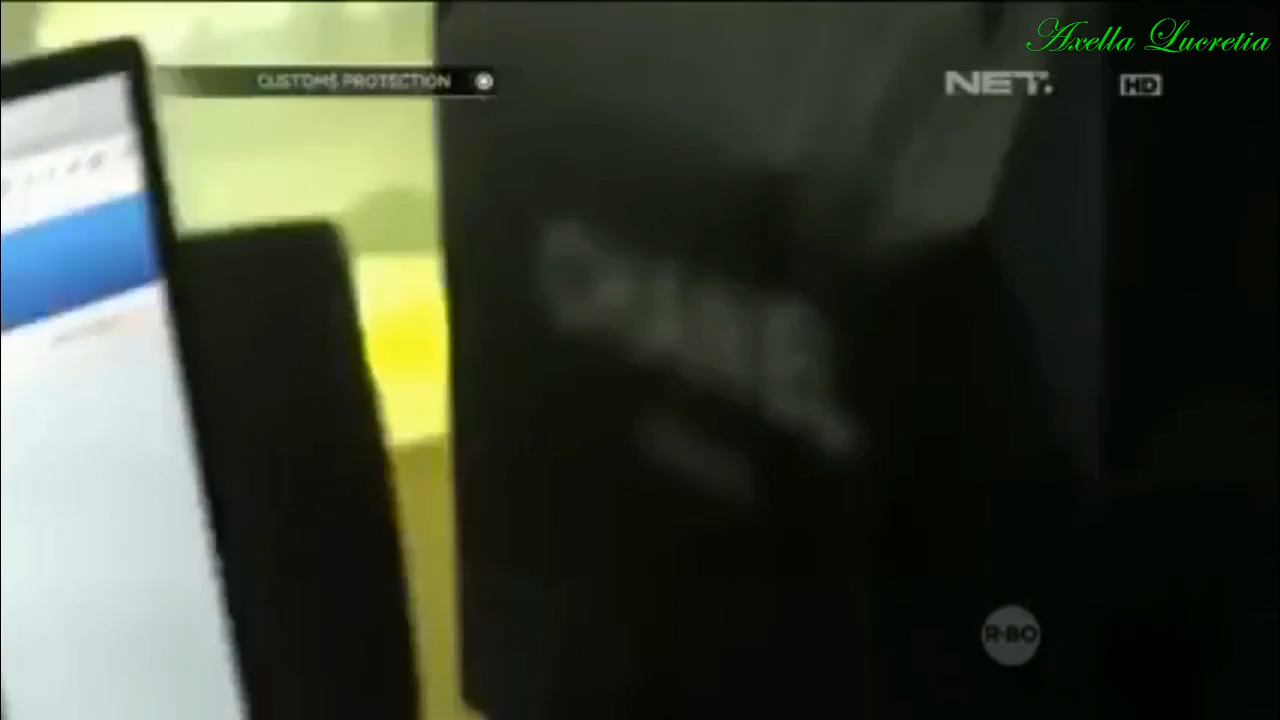 Axella Lucretia
CUSTOMS PROTECTION
NET.
HD
R-BO